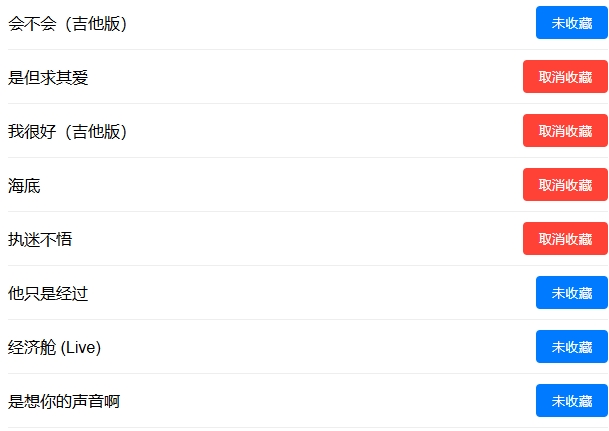 会不会（吉他版） 未收藏
是但求其爱 取消收藏
我很好（吉他版） 取消收藏
海底 取消收藏
执迷不悟 取消收藏
他只是经过 未收藏
经济舱 (Live) 未收藏
是想你的声音啊 未收藏